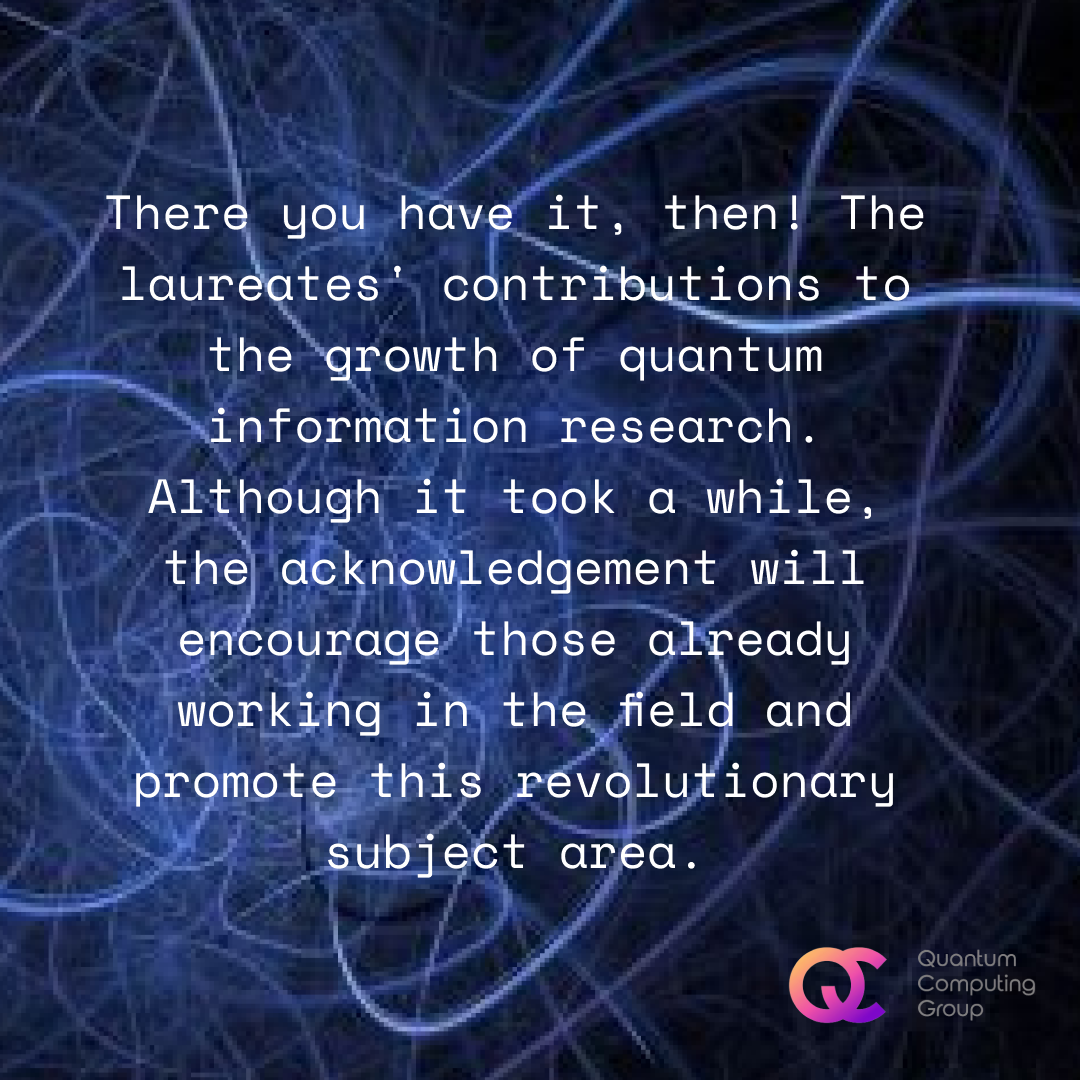 There you have it, then! The
laureates' contributions to
the growth of quantum
information research.
Although it took a while,
the acknowledgement will
encourage those already
working in the field and
promote this revolutionary
subject area.
QC
Quantum
Computing
Group